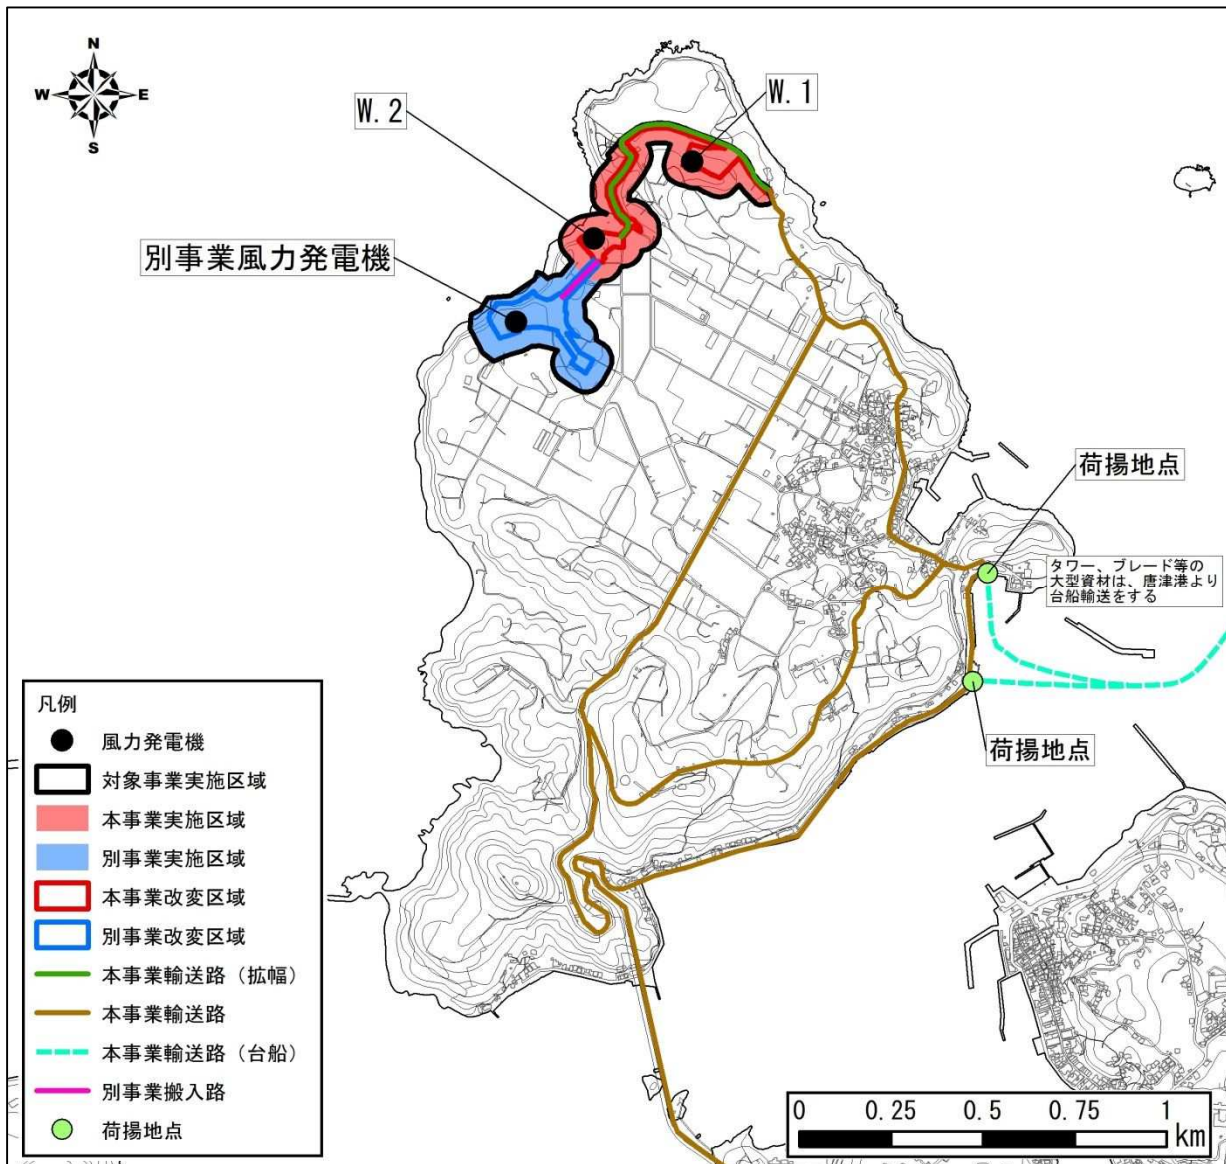 N
W E
S
W.1
W.2
別事業風力発電機
荷揚地点
タワー、ブレード等の
大型資材は、唐津港より
台船輸送をする
荷揚地点
凡例
風力発電機
対象事業実施区域
本事業実施区域
別事業実施区域
本事業改変区域
別事業改変区域
本事業輸送路（拡幅）
本事業輸送路
本事業輸送路（台船）
別事業搬入路
荷揚地点
0 0.25 0.5 0.75 1
km